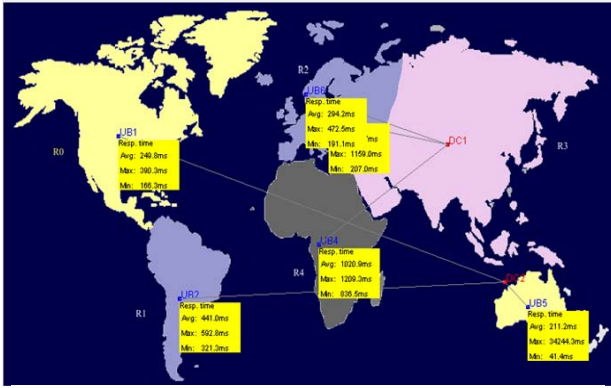 R2
UB6
Resp. time
Avg: 294.2ms
Max: 472.5ms
Min: 191.1ms
'ms
Max: 1159.0ms
Min: 207.0ms
DC1
R3
UB1
Resp. time
Avg: 249.8ms
Max: 390.3ms
Min: 166.3ms
R0
UB4
Resp. time
Avg: 1020.9ms
Max: 1209.3ms
Min: 836.5ms
R4
UB2
Resp. time
Avg: 441.0ms
Max: 592.8ms
Min: 321.3ms
R1
DC2
UB5
Resp. time
Avg: 211.2ms
Max: 34244.3ms
Min: 41.4ms